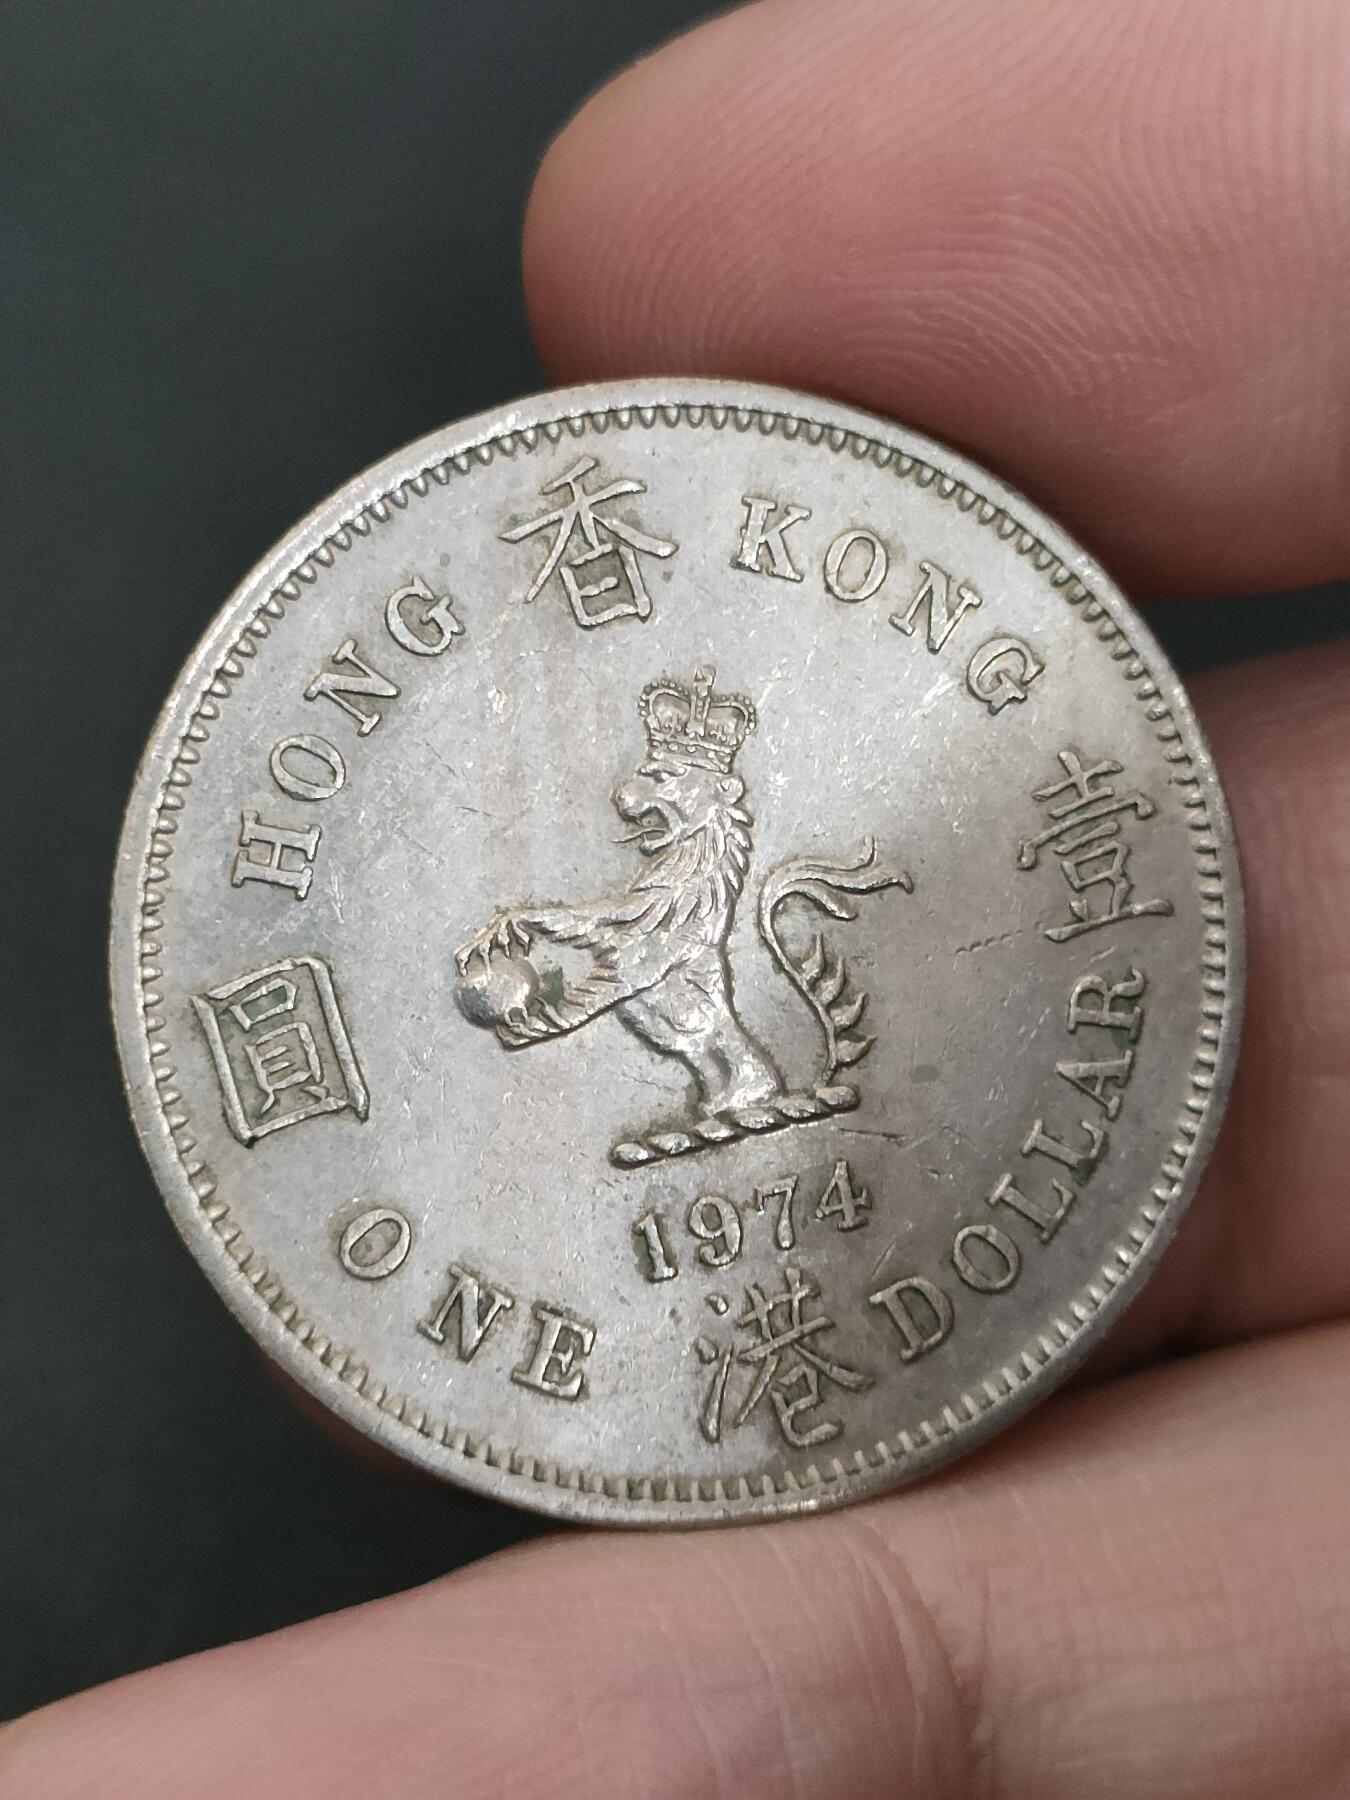 HONG KONG
香港
壹圓
1974
ONE DOLLAR